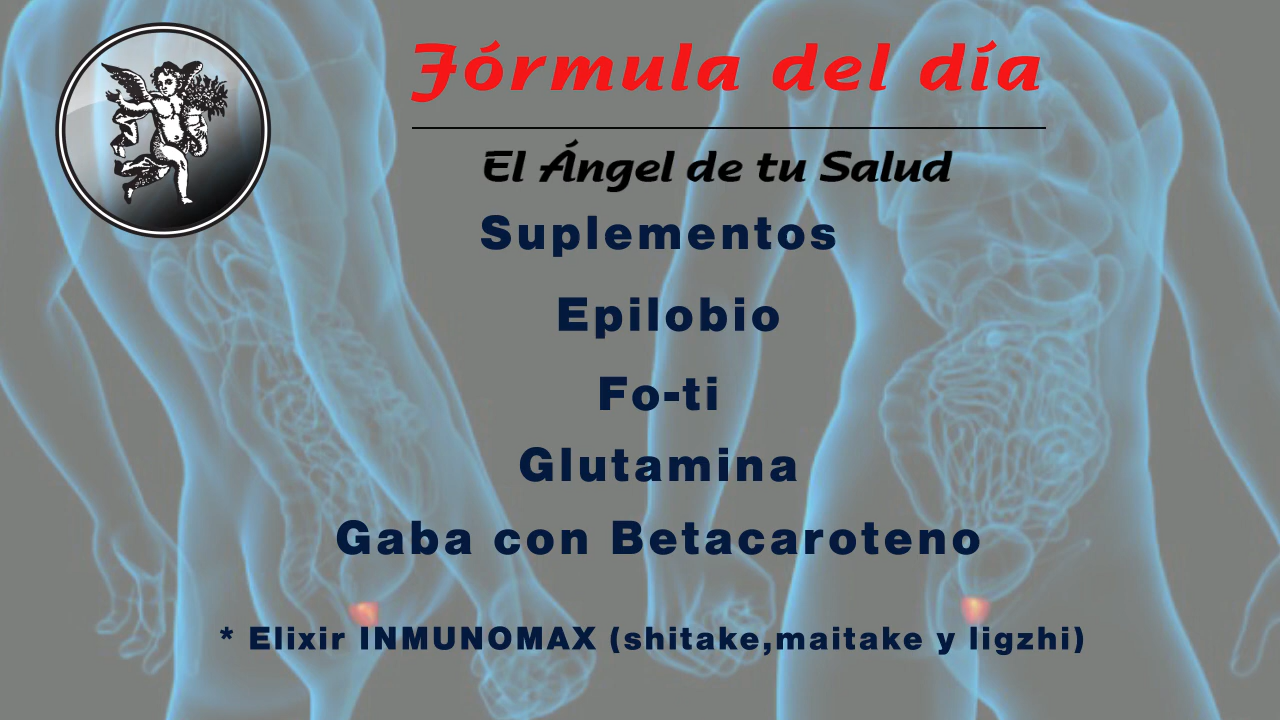 Fórmula del día
El Ángel de tu Salud
Suplementos
Epilobio
Fo-ti
Glutamina
Gaba con Betacaroteno
* Elixir INMUNOMAX (shitake,maitake y ligzhi)